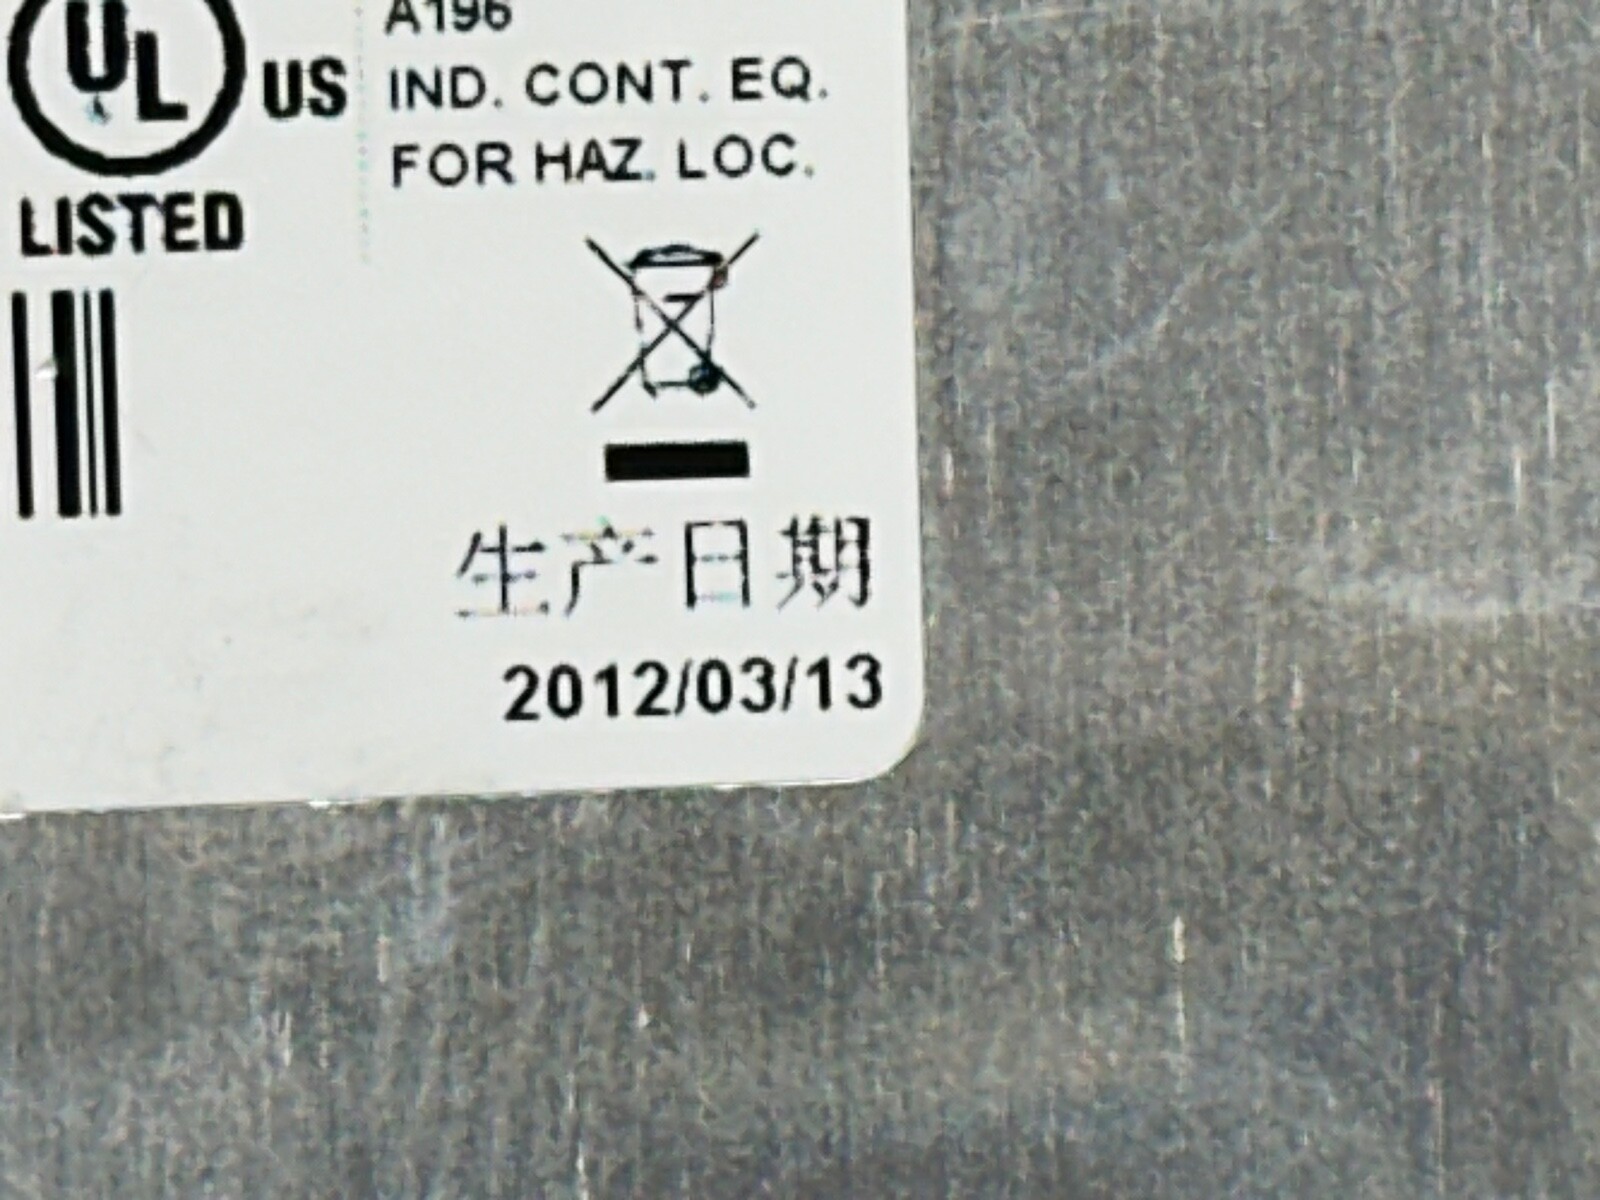 A196
UL US IND. CONT. EQ.
FOR HAZ. LOC.
LISTED
生产日期
2012/03/13